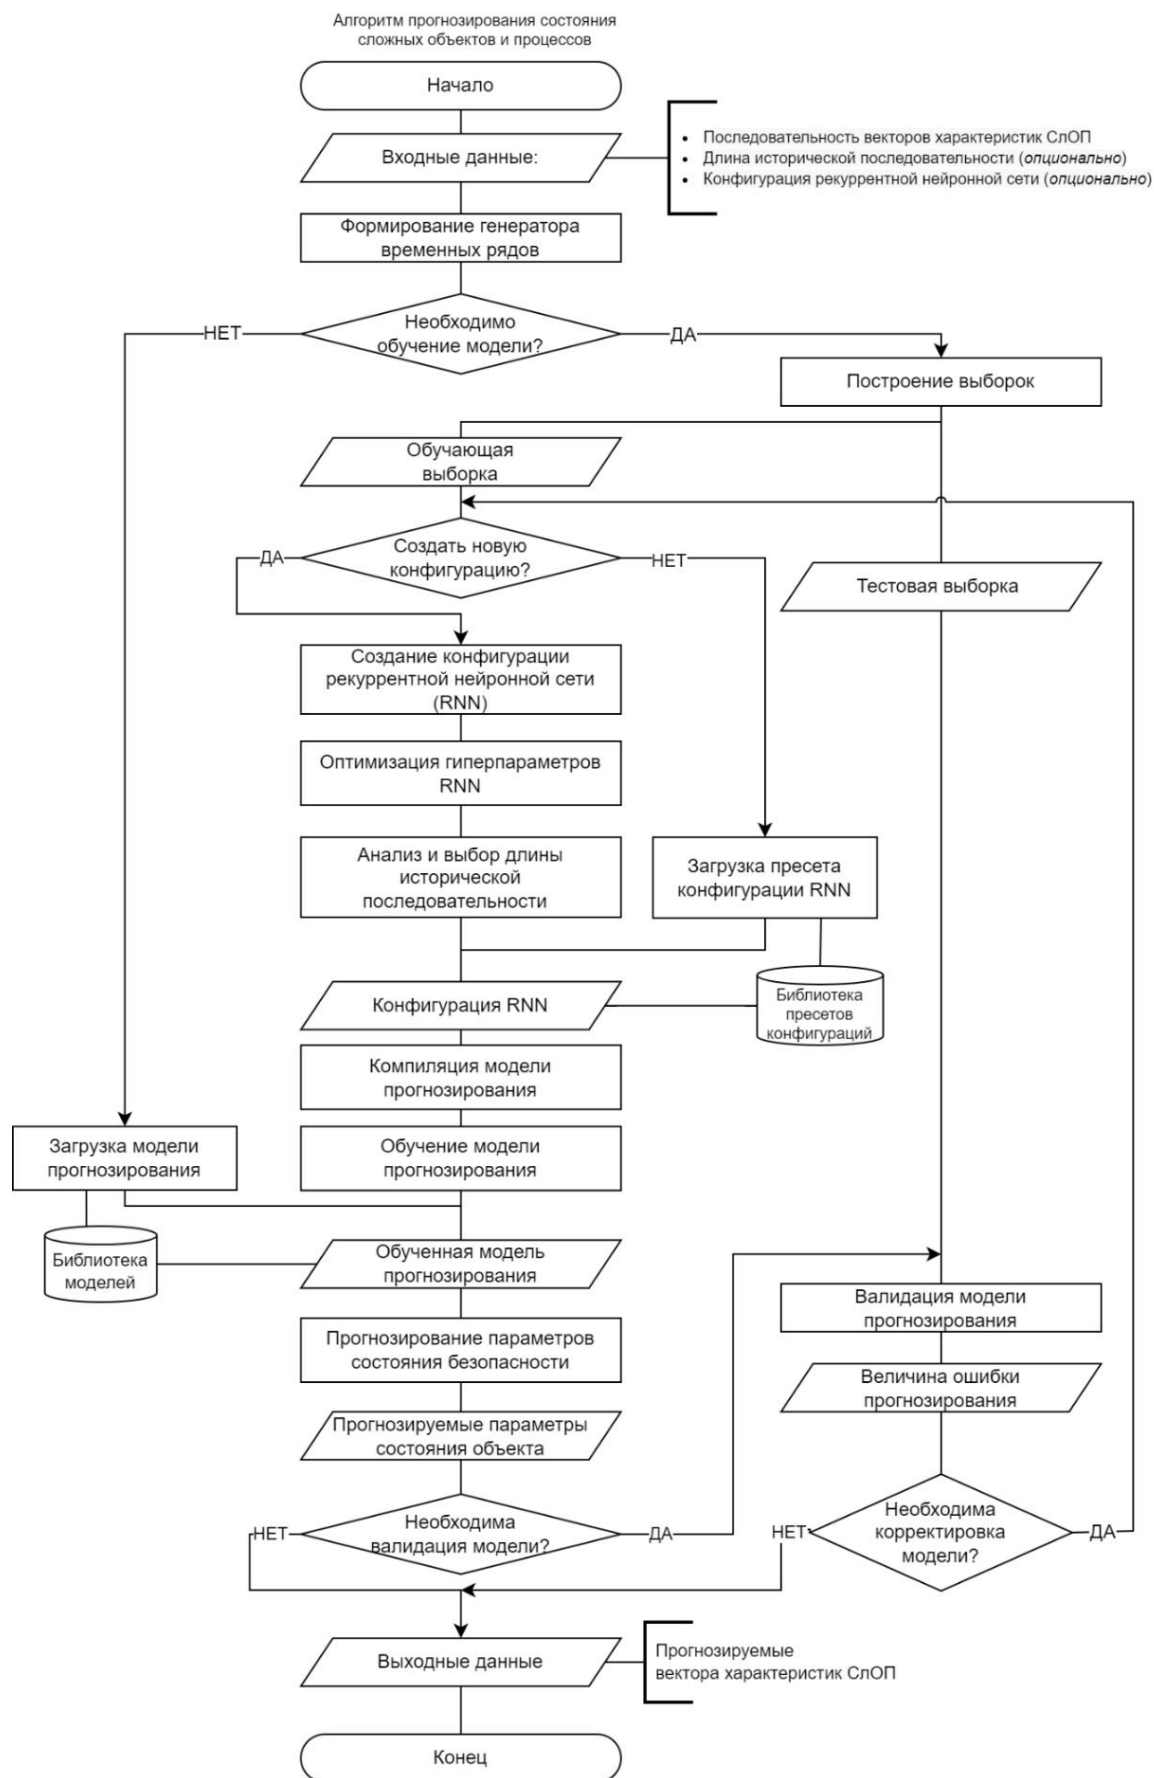 Алгоритм прогнозирования состояния
сложных объектов и процессов
Начало
Входные данные:
• Последовательность векторов характеристик СлОП
• Длина исторической последовательности (опционально)
• Конфигурация рекуррентной нейронной сети (опционально)
Формирование генератора
временных рядов
Необходимо
обучение модели?
НЕТ
ДА
Построение выборок
Обучающая
выборка
Создать новую
конфигурацию?
ДА
НЕТ
Тестовая выборка
Создание конфигурации
рекуррентной нейронной сети
(RNN)
Оптимизация гиперпараметров
RNN
Анализ и выбор длины
исторической
последовательности
Загрузка пресета
конфигурации RNN
Конфигурация RNN
Библиотека
пресетов
конфигураций
Компиляция модели
прогнозирования
Загрузка модели
прогнозирования
Обучение модели
прогнозирования
Библиотека
моделей
Обученная модель
прогнозирования
Валидация модели
прогнозирования
Прогнозирование параметров
состояния безопасности
Величина ошибки
прогнозирования
Прогнозируемые параметры
состояния объекта
Необходима
валидация модели?
НЕТ
ДА
Необходима
корректировка
модели?
НЕТ
ДА
Выходные данные
Прогнозируемые
вектора характеристик СлОП
Конец